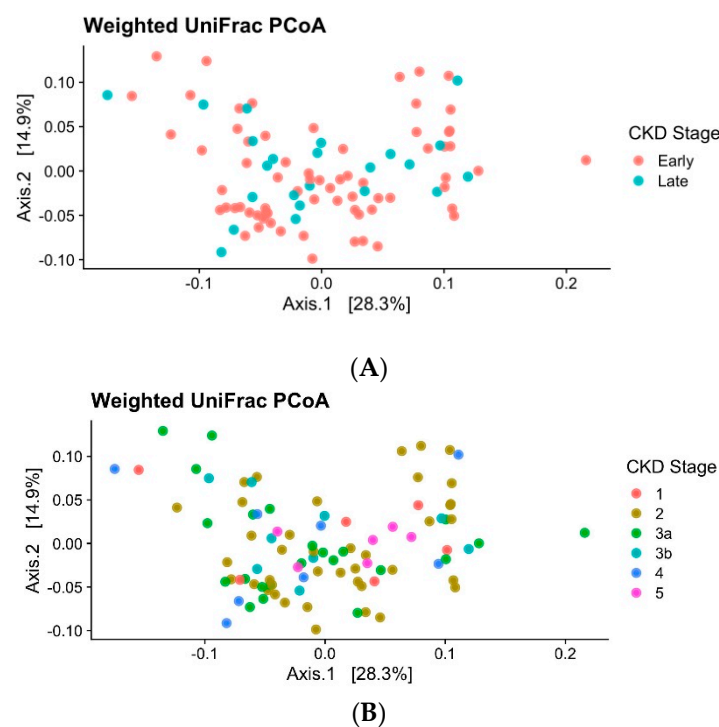 Weighted UniFrac PCoA
Axis.2 [14.9%]
0.10
0.05
0.00
-0.05
-0.10
-0.1
0.0
0.1
0.2
Axis.1 [28.3%]
CKD Stage
Early
Late
(A)
Weighted UniFrac PCoA
Axis.2 [14.9%]
0.10
0.05
0.00
-0.05
-0.10
-0.1
0.0
0.1
0.2
Axis.1 [28.3%]
CKD Stage
1
2
3a
3b
4
5
(B)